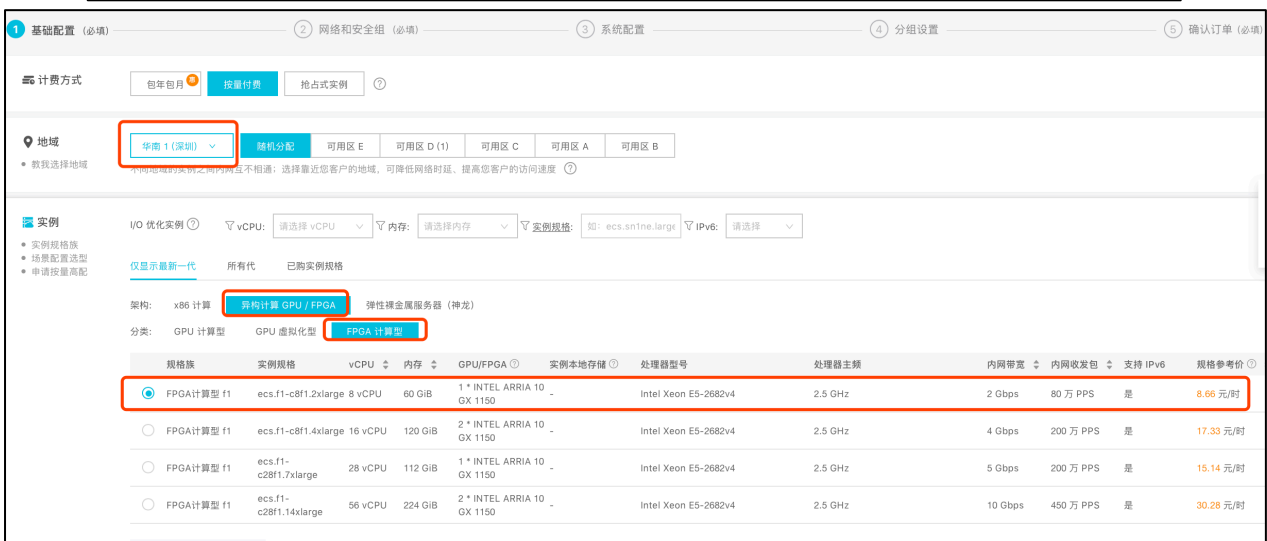 1 基础配置 (必填) 2 网络和安全组 (必填) 3 系统配置 4 分组设置 5 确认订单 (必填)
计费方式 包年包月 惠 按量付费 抢占式实例 ?
地域 华南 1 (深圳) 随机分配 可用区 E 可用区 D (1) 可用区 C 可用区 A 可用区 B
• 教我选择地域 不同地域的实例之间内网互不相通；选择靠近您客户的地域，可降低网络时延、提高您客户的访问速度 ?
实例 I/O 优化实例 ? vCPU: 请选择 vCPU 内存: 请选择内存 实例规格: 如: ecs.sn1ne.large IPv6: 请选择
• 实例规格族
• 场景配置选型
• 申请按量高配
仅显示最新一代 所有代 已购实例规格
架构: x86 计算 异构计算 GPU / FPGA 弹性裸金属服务器（神龙）
分类: GPU 计算型 GPU 虚拟化型 FPGA 计算型
规格族 实例规格 vCPU 内存 GPU/FPGA ? 实例本地存储 ? 处理器型号 处理器主频 内网带宽 内网收发包 支持 IPv6 规格参考价 ?
FPGA计算型 f1 ecs.f1-c8f1.2xlarge 8 vCPU 60 GiB 1 * INTEL ARRIA 10 GX 1150 - Intel Xeon E5-2682v4 2.5 GHz 2 Gbps 80 万 PPS 是 8.66 元/时
FPGA计算型 f1 ecs.f1-c8f1.4xlarge 16 vCPU 120 GiB 2 * INTEL ARRIA 10 GX 1150 - Intel Xeon E5-2682v4 2.5 GHz 4 Gbps 200 万 PPS 是 17.33 元/时
FPGA计算型 f1 ecs.f1-c28f1.7xlarge 28 vCPU 112 GiB 1 * INTEL ARRIA 10 GX 1150 - Intel Xeon E5-2682v4 2.5 GHz 5 Gbps 200 万 PPS 是 15.14 元/时
FPGA计算型 f1 ecs.f1-c28f1.14xlarge 56 vCPU 224 GiB 2 * INTEL ARRIA 10 GX 1150 - Intel Xeon E5-2682v4 2.5 GHz 10 Gbps 450 万 PPS 是 30.28 元/时